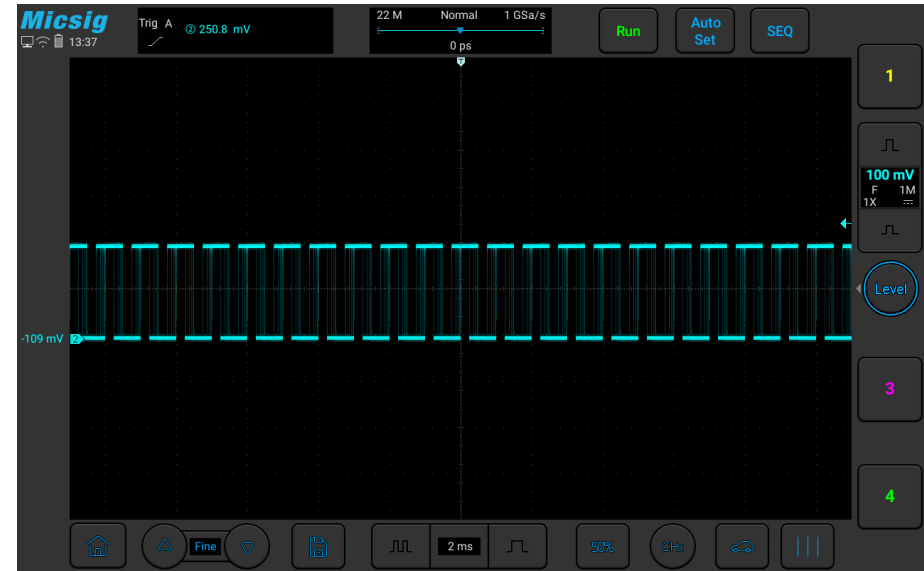 Micsig
13:37
Trig A
② 250.8 mV
22 M Normal 1 GSa/s
0 ps
Run
Auto
Set
SEQ
T
1
100 mV
F 1M
1X
Level
-109 mV
2
3
4
Fine
2 ms
50%
CHx